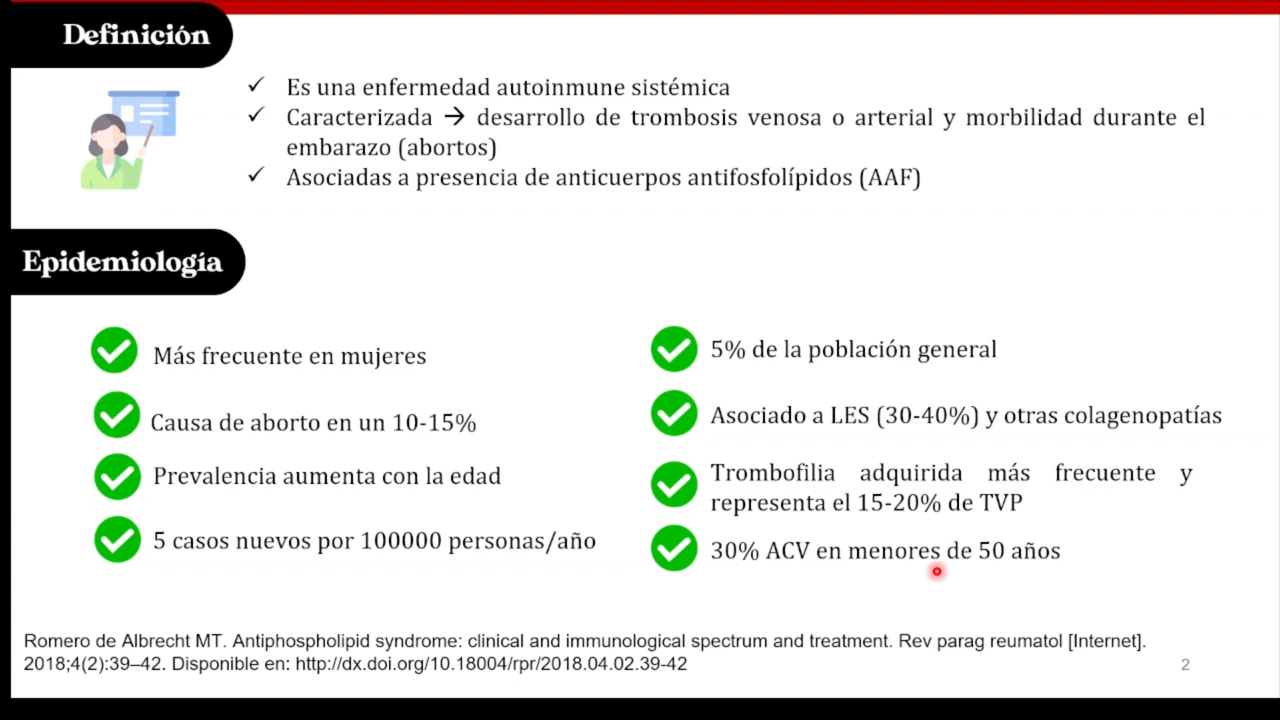 Definición
Es una enfermedad autoinmune sistémica
Caracterizada → desarrollo de trombosis venosa o arterial y morbilidad durante el
embarazo (abortos)
Asociadas a presencia de anticuerpos antifosfolípidos (AAF)
Epidemiología
Más frecuente en mujeres
Causa de aborto en un 10-15%
Prevalencia aumenta con la edad
5 casos nuevos por 100000 personas/año
5% de la población general
Asociado a LES (30-40%) y otras colagenopatías
Trombofilia adquirida más frecuente y
representa el 15-20% de TVP
30% ACV en menores de 50 años
Romero de Albrecht MT. Antiphospholipid syndrome: clinical and immunological spectrum and treatment. Rev parag reumatol [Internet].
2018;4(2):39–42. Disponible en: http://dx.doi.org/10.18004/rpr/2018.04.02.39-42
2